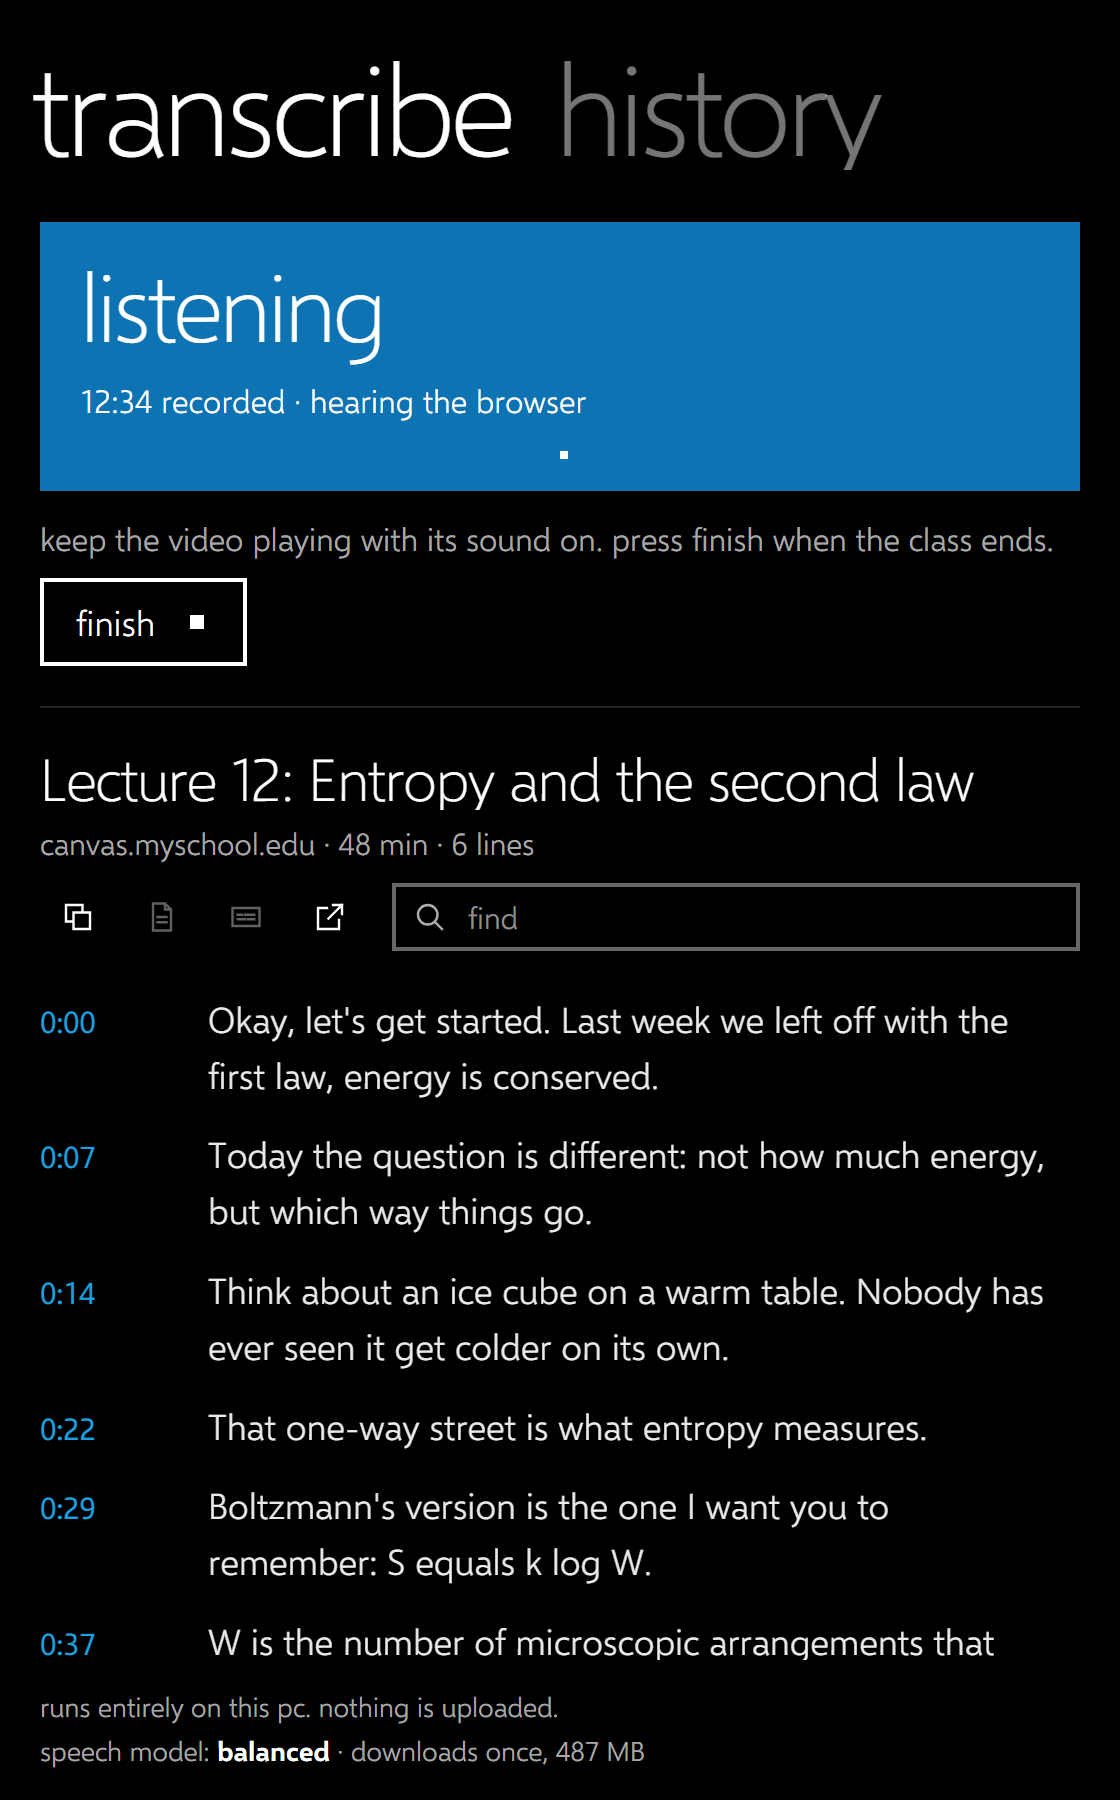 transcribe history
listening
12:34 recorded · hearing the browser
keep the video playing with its sound on. press finish when the class ends.
finish
Lecture 12: Entropy and the second law
canvas.myschool.edu · 48 min · 6 lines
find
0:00 Okay, let's get started. Last week we left off with the
first law, energy is conserved.
0:07 Today the question is different: not how much energy,
but which way things go.
0:14 Think about an ice cube on a warm table. Nobody has
ever seen it get colder on its own.
0:22 That one-way street is what entropy measures.
0:29 Boltzmann's version is the one I want you to
remember: S equals k log W.
0:37 W is the number of microscopic arrangements that
runs entirely on this pc. nothing is uploaded.
speech model: balanced · downloads once, 487 MB